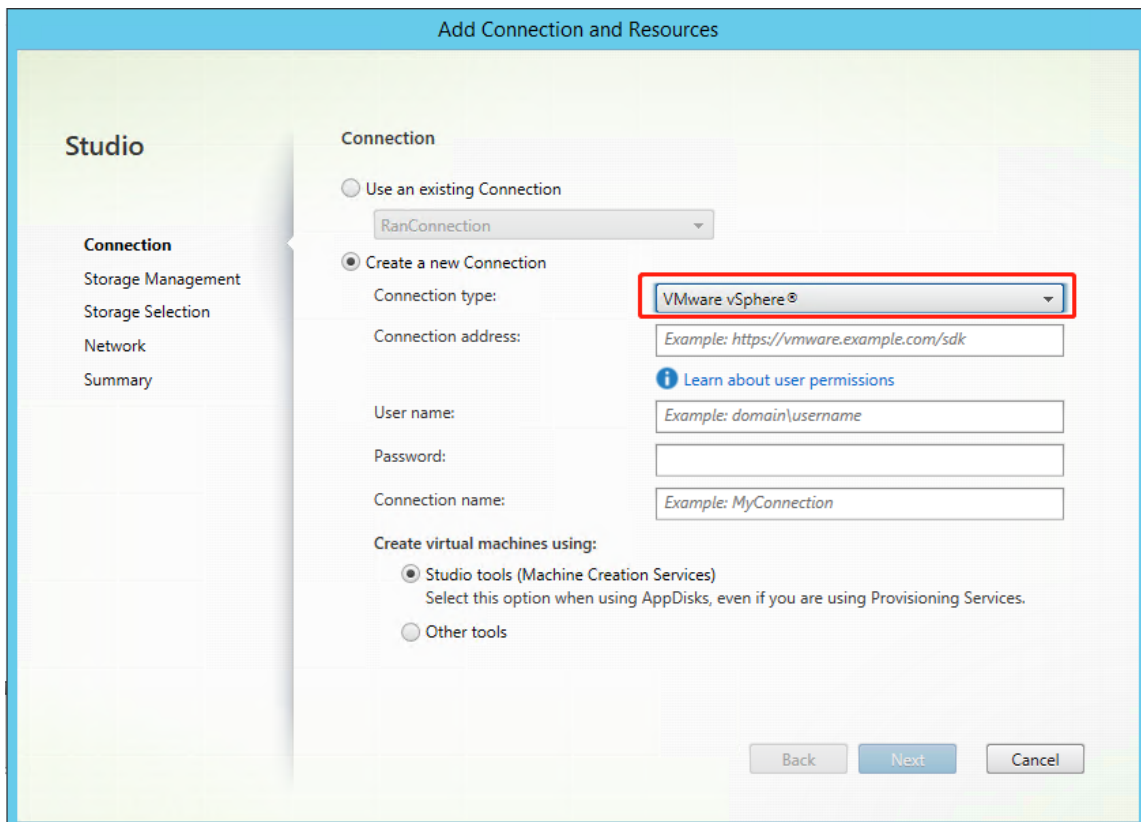 Add Connection and Resources
Studio
Connection
Storage Management
Storage Selection
Network
Summary
Connection
Use an existing Connection
RanConnection
Create a new Connection
Connection type:
VMware vSphere®
Connection address:
Example: https://vmware.example.com/sdk
Learn about user permissions
User name:
Example: domain\username
Password:
Connection name:
Example: MyConnection
Create virtual machines using:
Studio tools (Machine Creation Services)
Select this option when using AppDisks, even if you are using Provisioning Services.
Other tools
Back
Next
Cancel